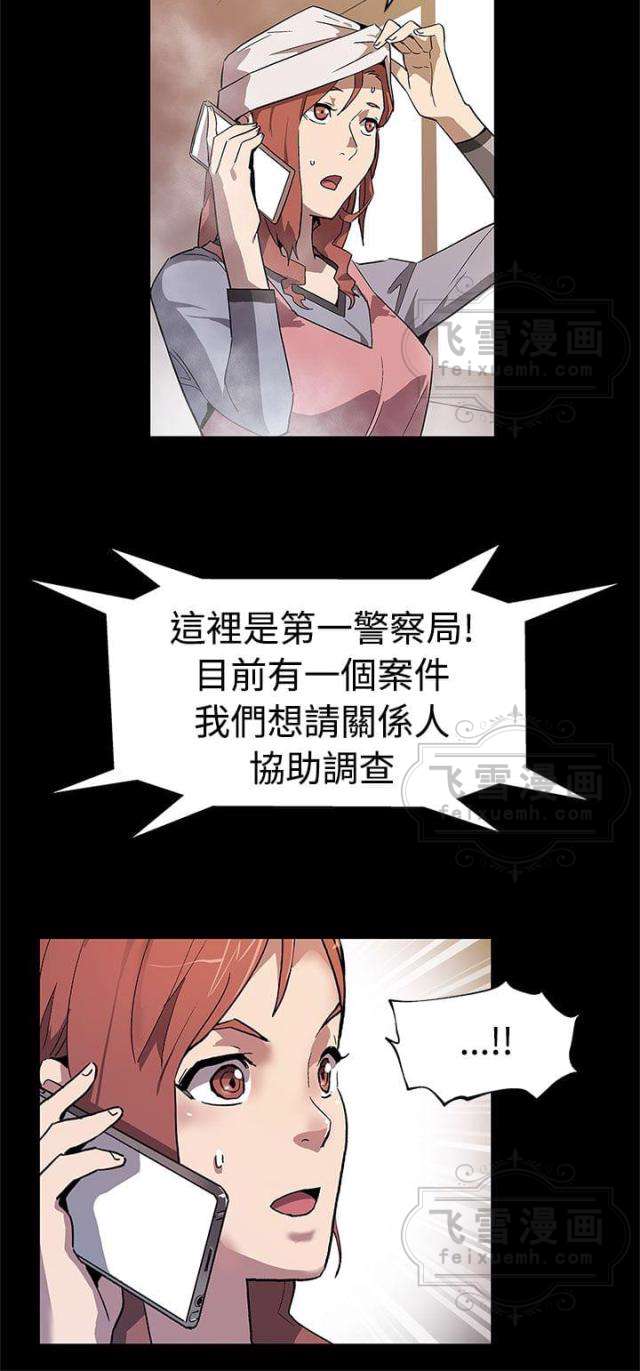 飞雪漫画
feixuemh.com
這裡是第一警察局!
目前有一個案件
我們想請關係人
協助調查
飞雪漫画
feixuemh.com
...!!
飞雪漫画
feixuemh.com